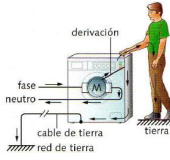 derivación
M
fase
neutro
cable de tierra
tierra
red de tierra